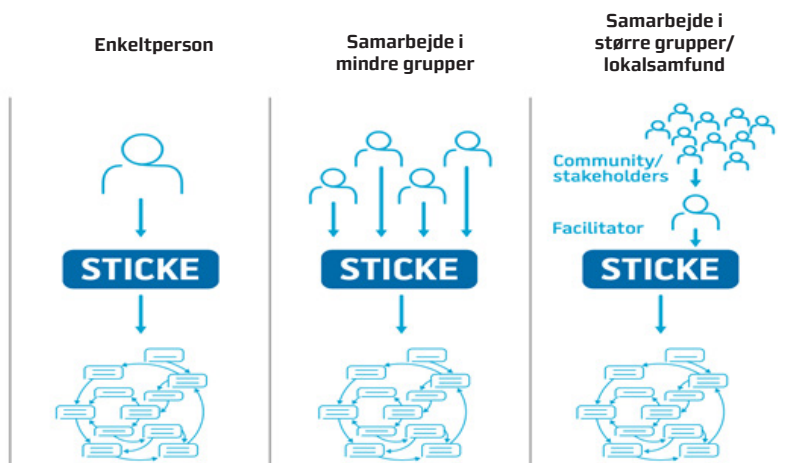 Enkeltperson
Samarbejde i
mindre grupper
Samarbejde i
større grupper/
lokalsamfund
Community/
stakeholders
Facilitator
STICKE
STICKE
STICKE